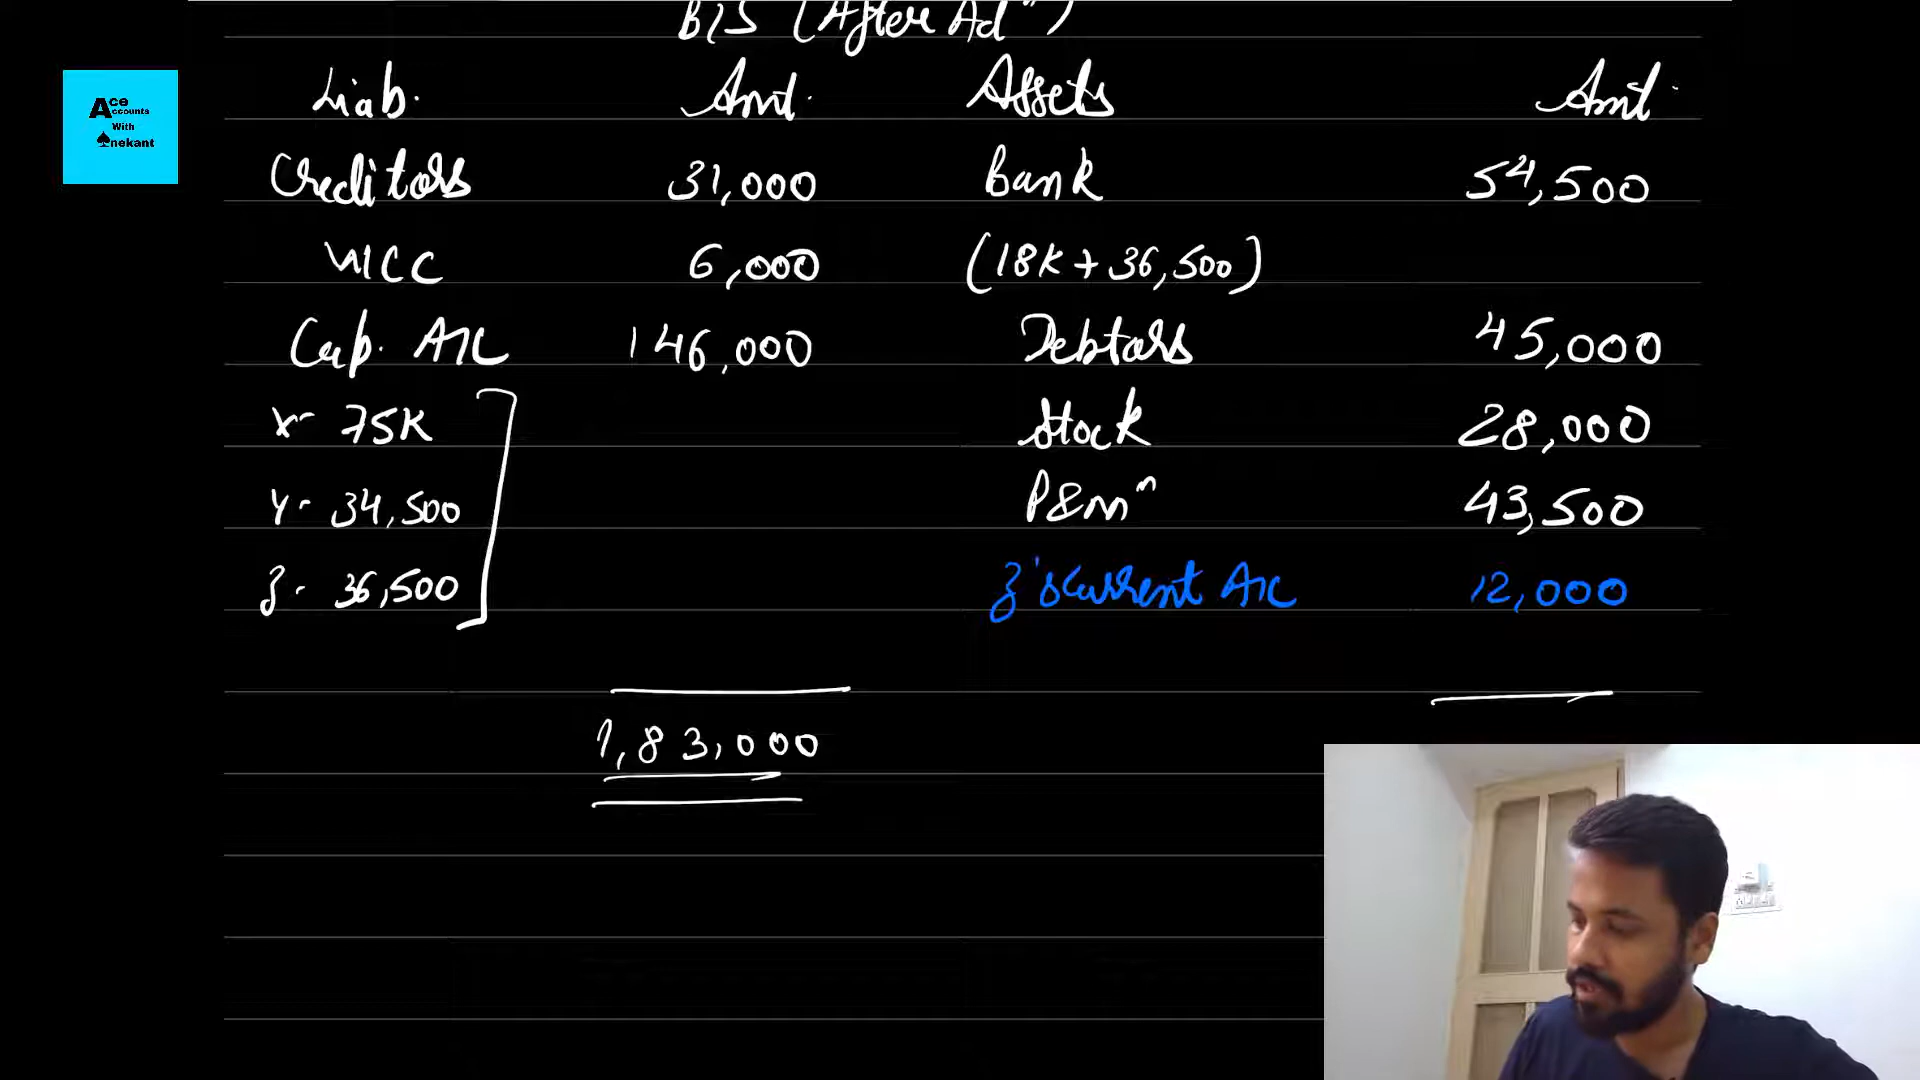 B/S (After Adⁿ)
Liab. Amt. Assets Amt.
Ace
Accounts
With
♠nekant
Creditors 31,000 Bank 54,500
WCC 6,000 (18K + 36,500)
Cap. A/C 146,000 Debtors 45,000
X- 75K Stock 28,000
Y- 34,500 P&Mⁿ 43,500
Z- 36,500 Z's Current A/C 12,000
1,83,000